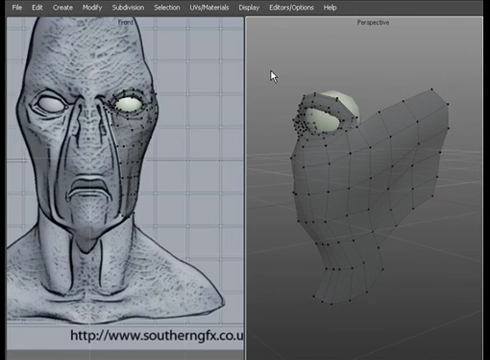 File Edit Create Modify Subdivision Selection UVs/Materials Display Editors/Options Help
Front Perspective
http://www.southerngfx.co.u